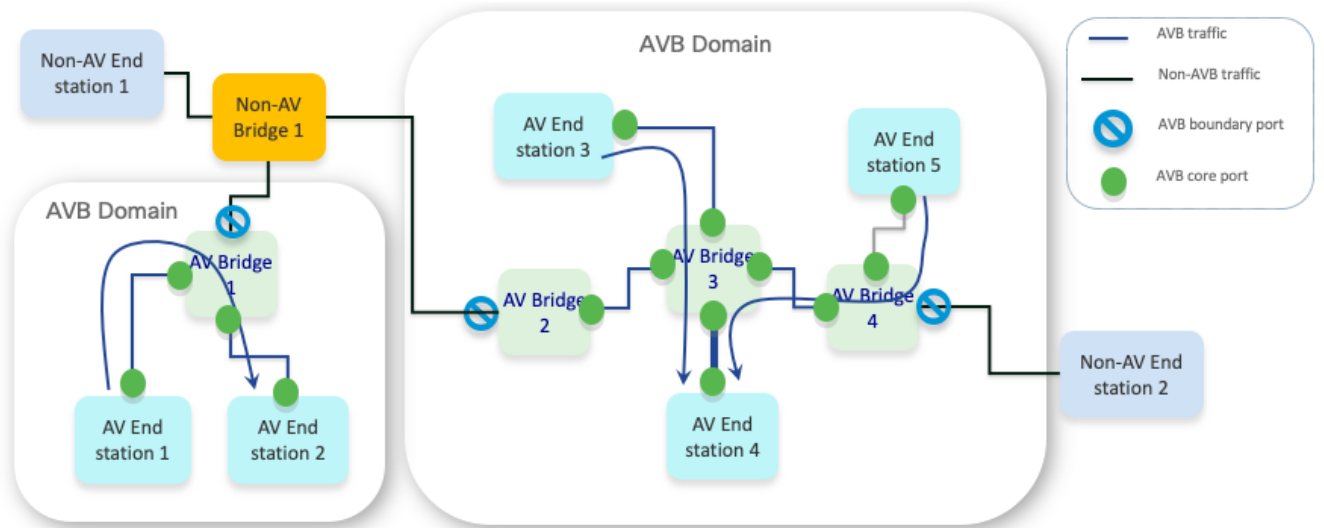 AVB Domain
Non-AV End
station 1
Non-AV
Bridge 1
AV End
station 3
AV End
station 5
AVB traffic
Non-AVB traffic
AVB boundary port
AVB core port
AVB Domain
AV Bridge
1
AV Bridge
2
AV Bridge
3
AV Bridge
4
Non-AV End
station 2
AV End
station 1
AV End
station 2
AV End
station 4